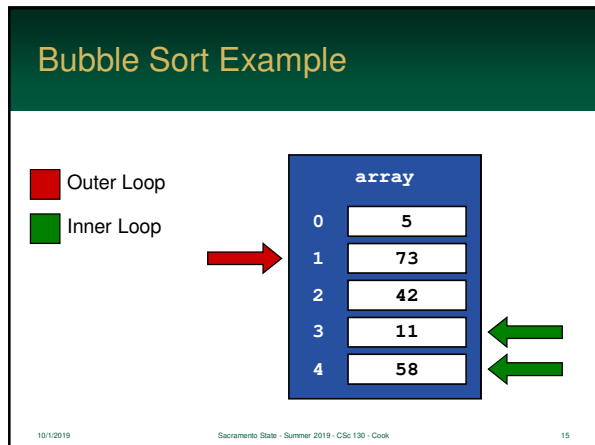 Bubble Sort Example
Outer Loop
Inner Loop
array
0 5
1 73
2 42
3 11
4 58
10/1/2019 Sacramento State - Summer 2019 - CSc 130 - Cook 15